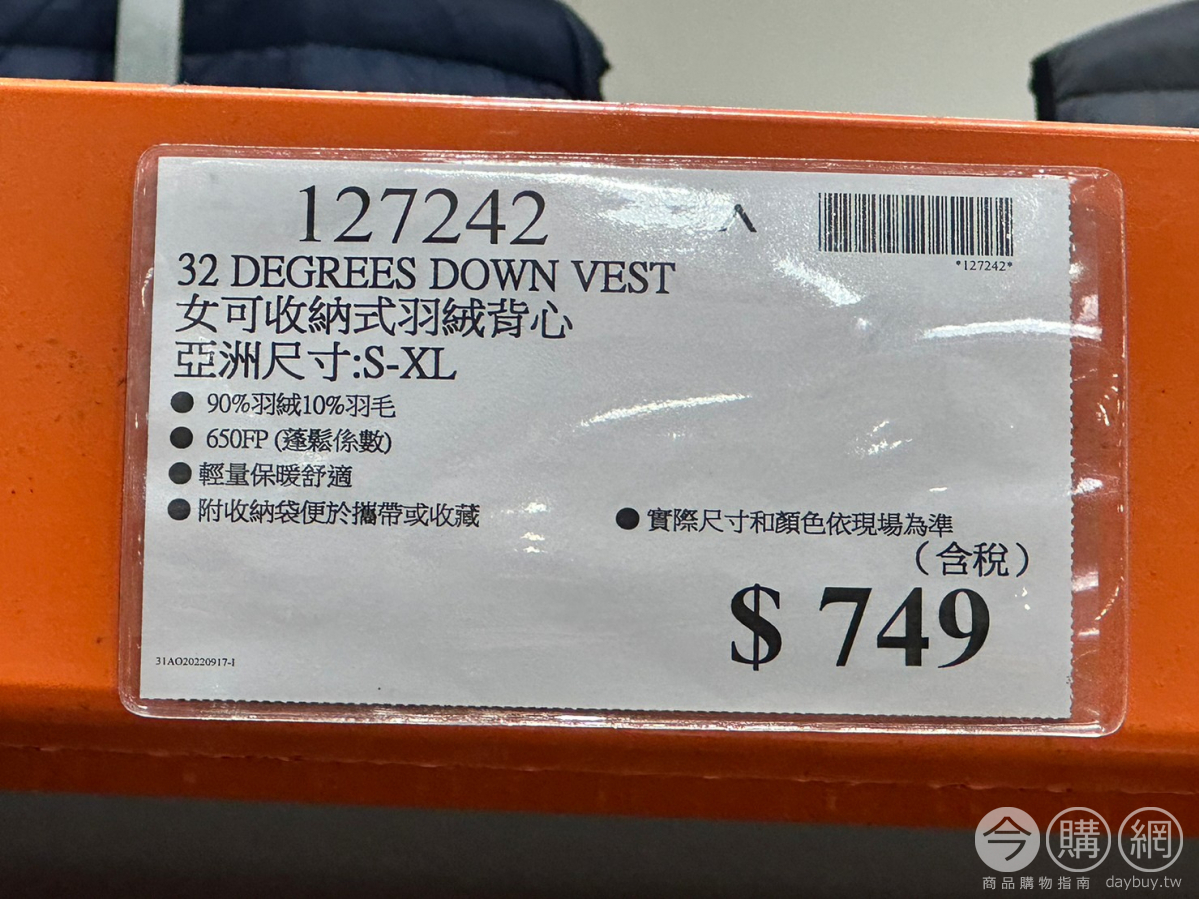 127242
*127242*
32 DEGREES DOWN VEST
女可收納式羽絨背心
亞洲尺寸:S-XL
● 90%羽絨10%羽毛
● 650FP (蓬鬆係數)
● 輕量保暖舒適
● 附收納袋便於攜帶或收藏
● 實際尺寸和顏色依現場為準
（含稅）
$ 749
31AO20220917-1
今購網
商品購物指南 daybuy.tw